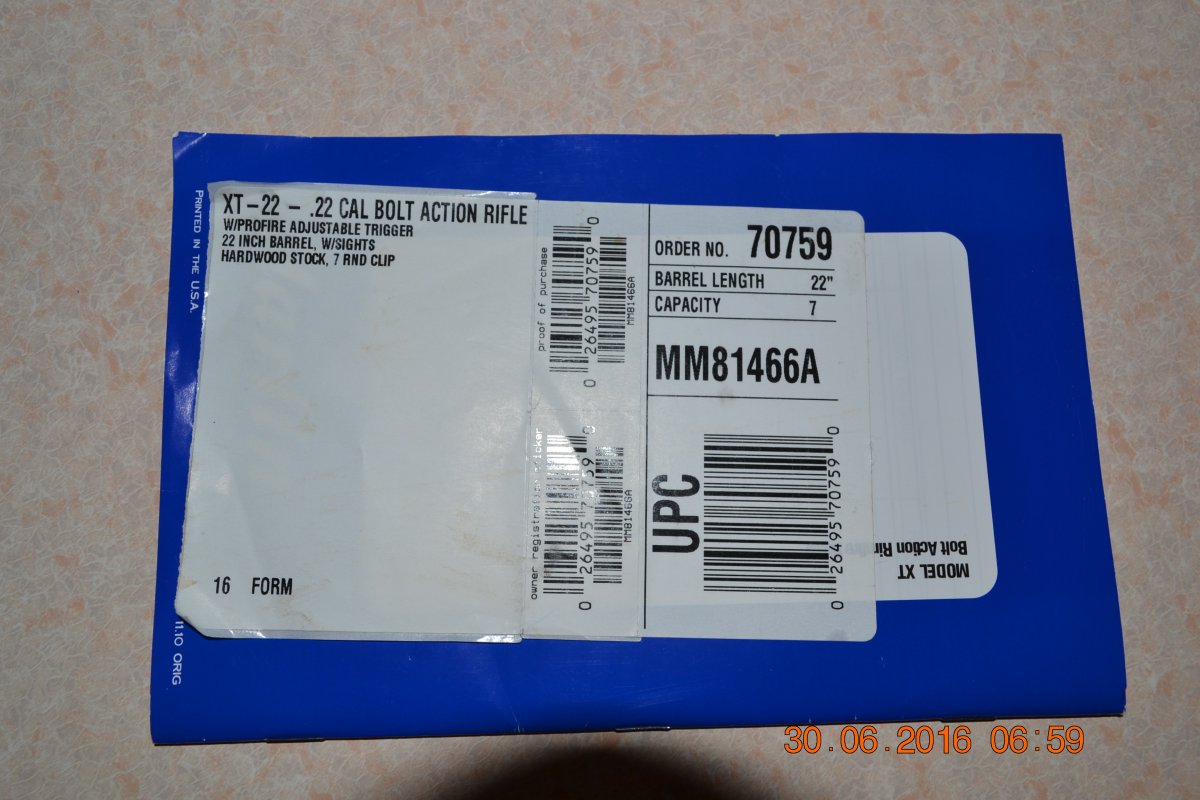 PRINTED IN THE U.S.A.
11.10 ORIG
XT-22 - .22 CAL BOLT ACTION RIFLE
W/PROFIRE ADJUSTABLE TRIGGER
22 INCH BARREL, W/SIGHTS
HARDWOOD STOCK, 7 RND CLIP
16 FORM
proof of purchase
0 26495 70759 0
MM81466A
owner registration sticker
0 26495 70759 0
MM81466A
ORDER NO. 70759
BARREL LENGTH 22"
CAPACITY 7
MM81466A
UPC
0 26495 70759 0
MODEL XT
Bolt Action
30.06.2016 06:59